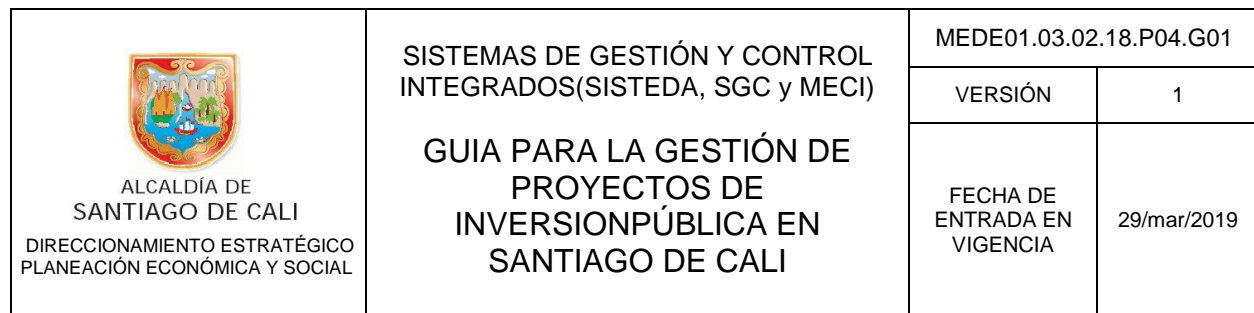 ALCALDÍA DE
SANTIAGO DE CALI
DIRECCIONAMIENTO ESTRATÉGICO
PLANEACIÓN ECONÓMICA Y SOCIAL
SISTEMAS DE GESTIÓN Y CONTROL
INTEGRADOS(SISTEDA, SGC y MECI)
GUIA PARA LA GESTIÓN DE
PROYECTOS DE
INVERSIONPÚBLICA EN
SANTIAGO DE CALI
MEDE01.03.02.18.P04.G01
VERSIÓN
1
FECHA DE
ENTRADA EN
VIGENCIA
29/mar/2019